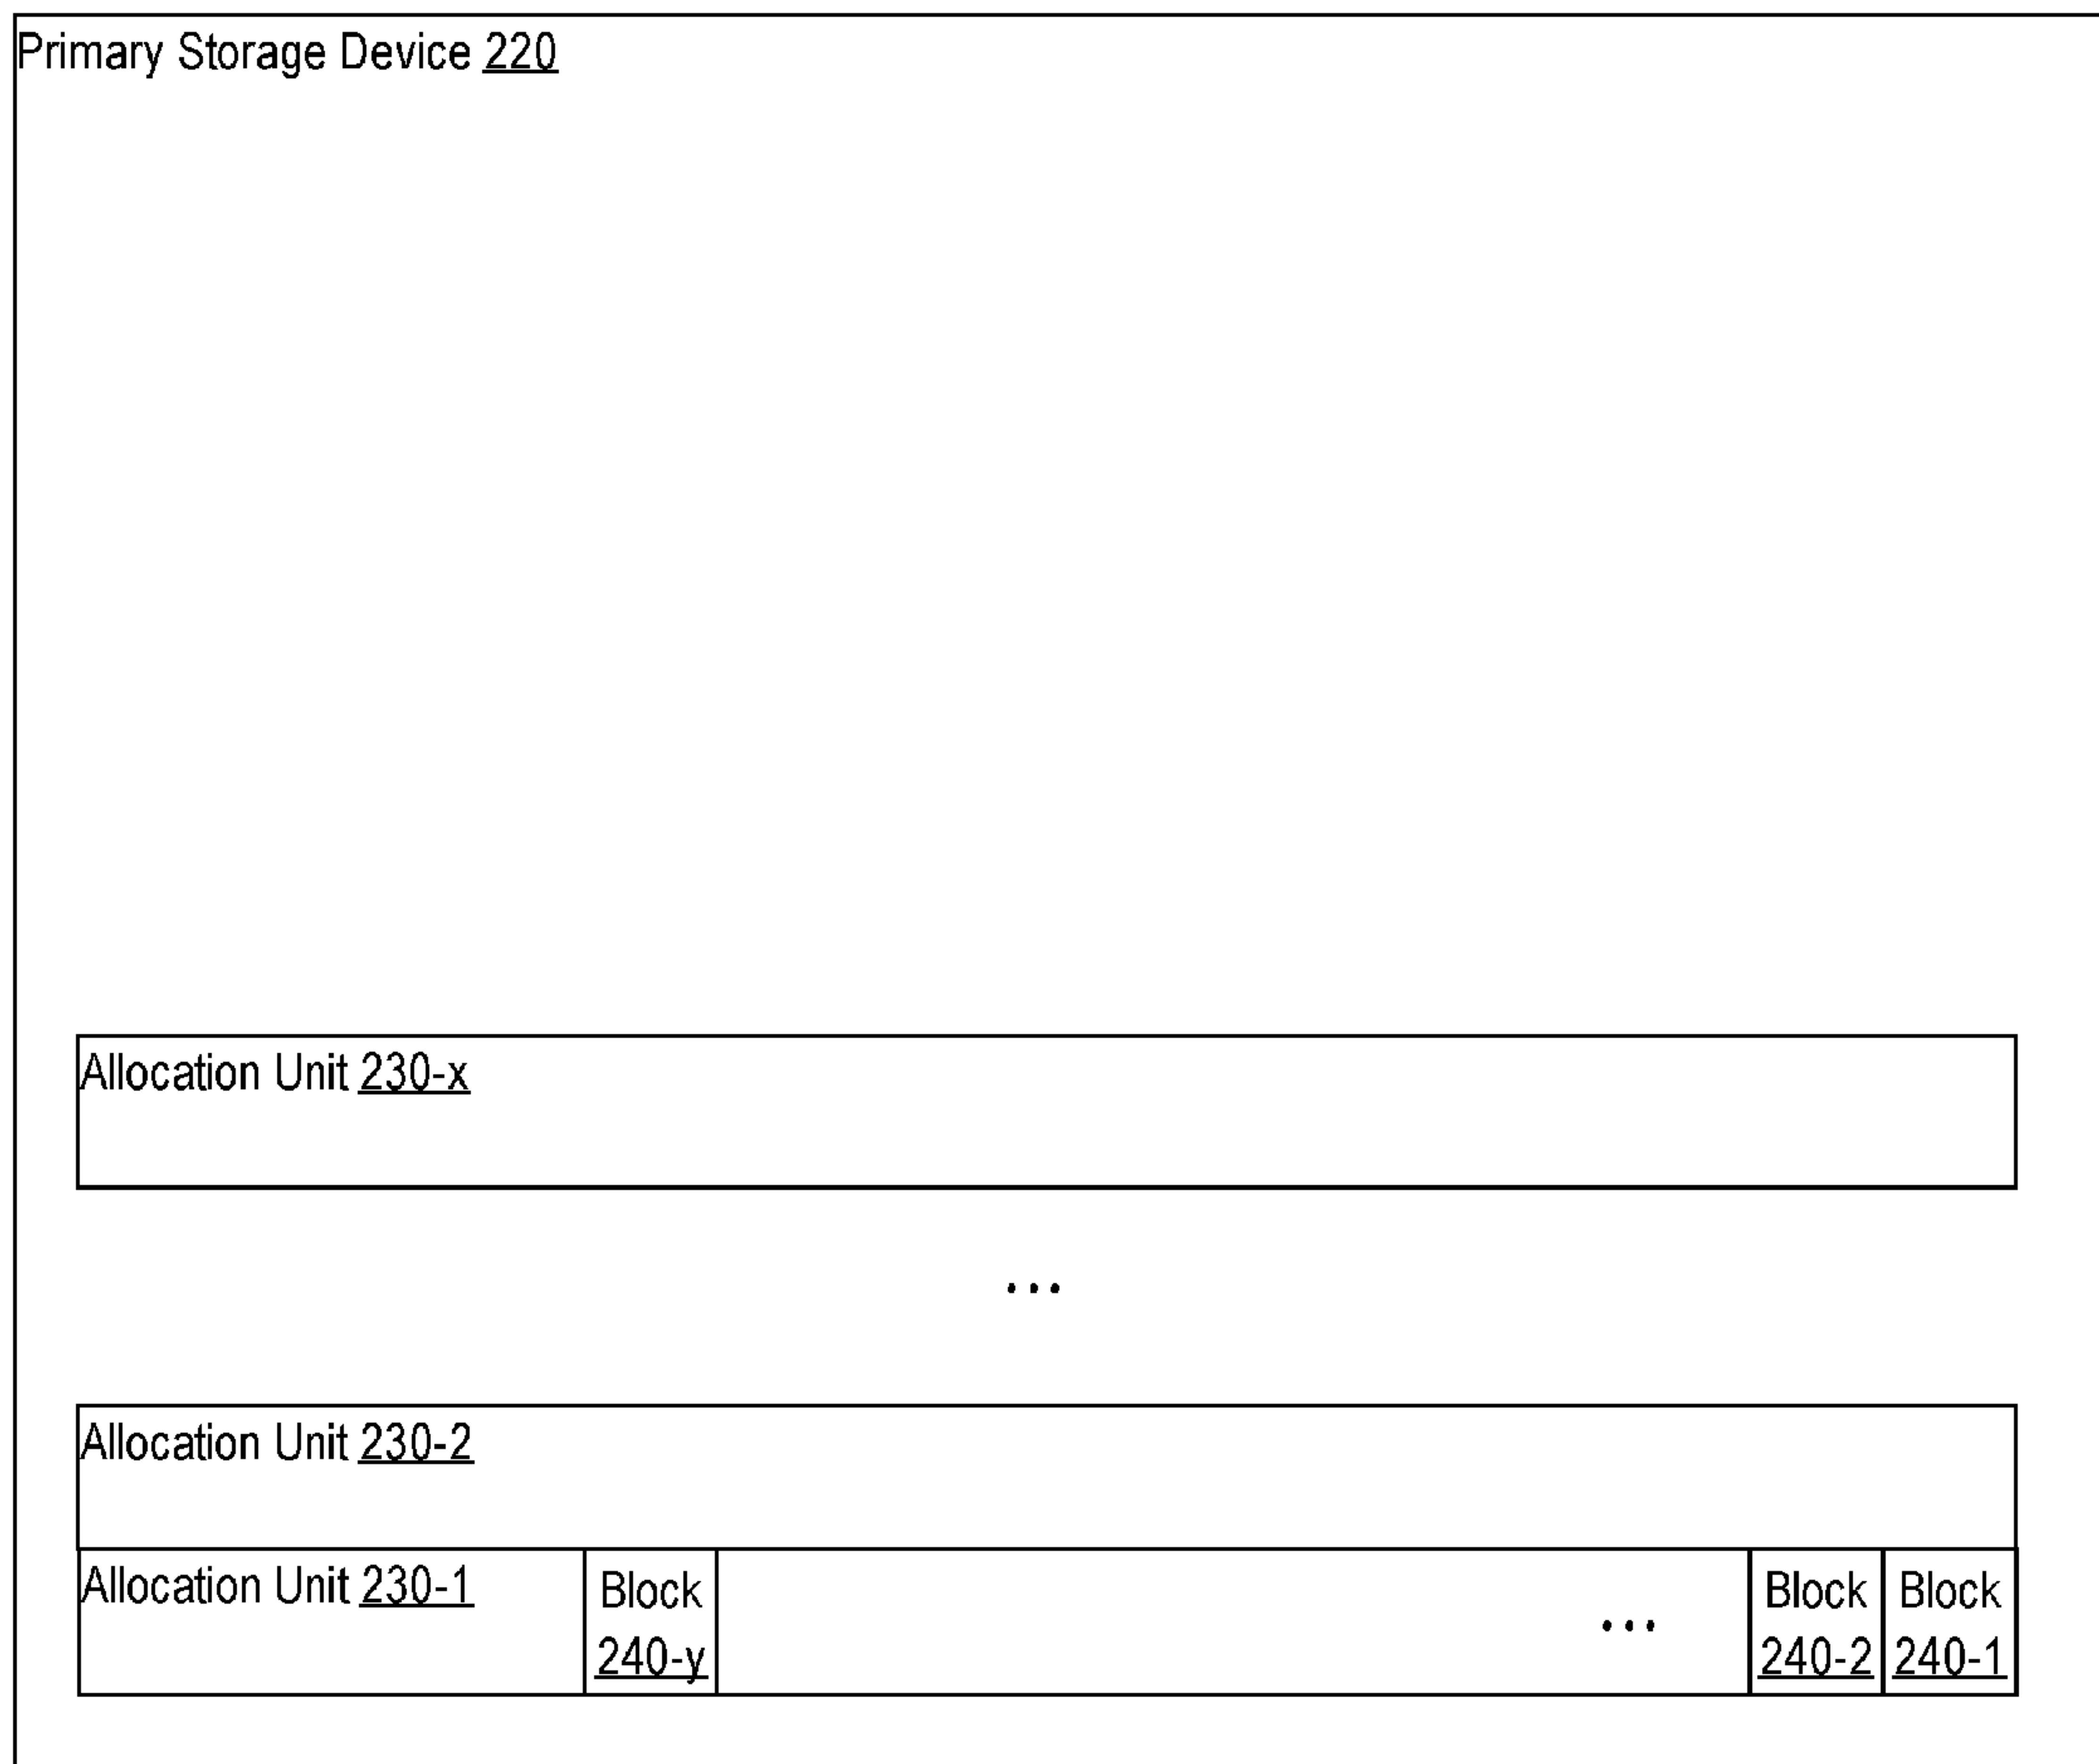 Primary Storage Device 220
Allocation Unit 230-x
...
Allocation Unit 230-2
Allocation Unit 230-1
Block
240-y
...
Block
240-2
Block
240-1